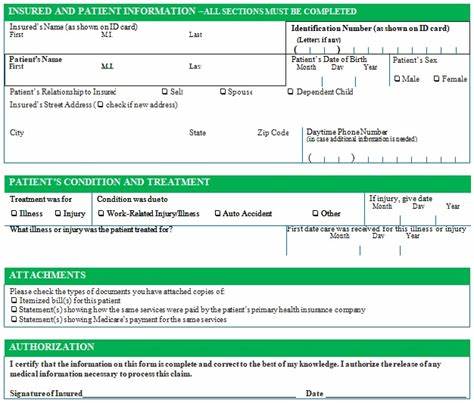 INSURED AND PATIENT INFORMATION –ALL SECTIONS MUST BE COMPLETED
Insured's Name (as shown on ID card)
First M.I. Last
Identification Number (as shown on ID card)
(Letters if any)
Patient's Name
First M.I. Las
Patient's Date of Birth
Month Day Year
Patient's Sex
Male Female
Patient's Relationship to Insured Self Spouse Dependent Child
Insured's Street Address ( check if new address)
City State Zip Code
Daytime Phone Number
(in case additional information is needed)
PATIENT'S CONDITION AND TREATMENT
Treatment was for
Illness Injury
Condition was due to
Work-Related Injury/Illness Auto Accident Other
If injury, give date
Month Day Year
What illness or injury was the patient treated for?
First date care was received for this illness or injury
Month Day Year
ATTACHMENTS
Please check the types of documents you have attached copies of:
Itemized bill(s) for this patient
Statement(s) showing how the same services were paid by the patient's primary health insurance company
Statement(s) showing Medicare's payment for the same services
AUTHORIZATION
I certify that the information on this form is complete and correct to the best of my knowledge. I authorize the release of any
medical information necessary to process this claim.
Signature of Insured Date